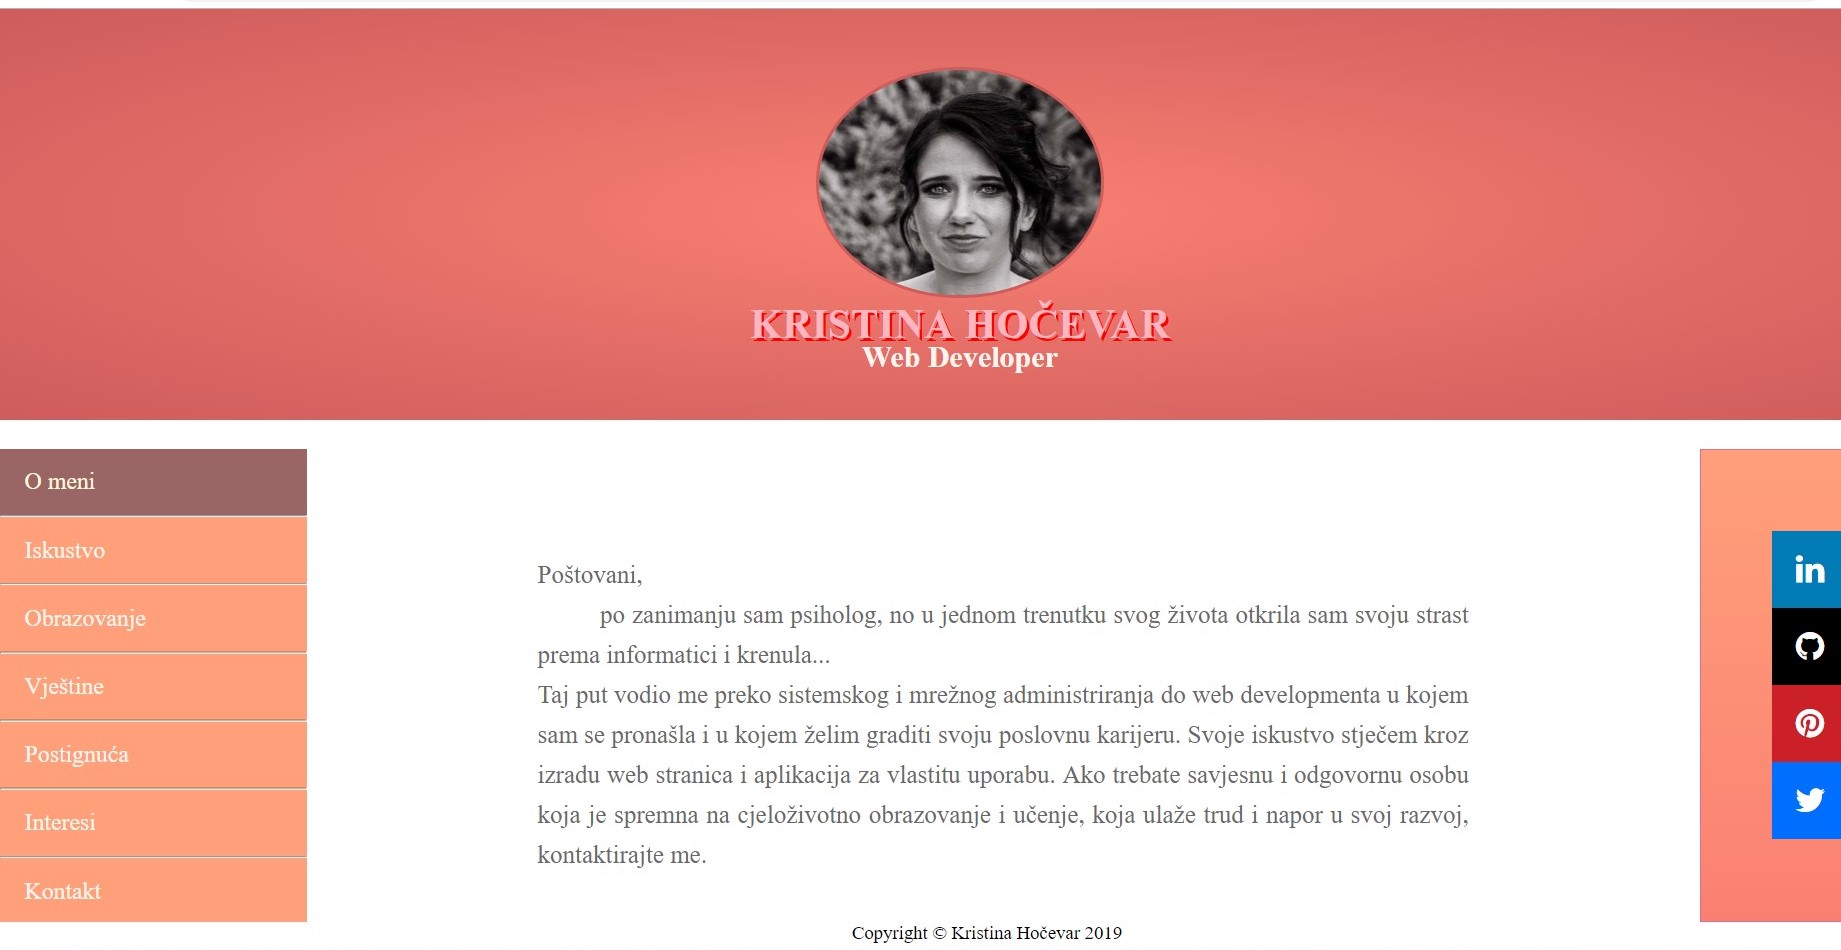 KRISTINA HOČEVAR
Web Developer
O meni
Iskustvo
Obrazovanje
Vještine
Postignuća
Interesi
Kontakt
Poštovani,
po zanimanju sam psiholog, no u jednom trenutku svog života otkrila sam svoju strast
prema informatici i krenula...
Taj put vodio me preko sistemskog i mrežnog administriranja do web developmenta u kojem
sam se pronašla i u kojem želim graditi svoju poslovnu karijeru. Svoje iskustvo stječem kroz
izradu web stranica i aplikacija za vlastitu uporabu. Ako trebate savjesnu i odgovornu osobu
koja je spremna na cjeloživotno obrazovanje i učenje, koja ulaže trud i napor u svoj razvoj,
kontaktirajte me.
in
Copyright © Kristina Hočevar 2019